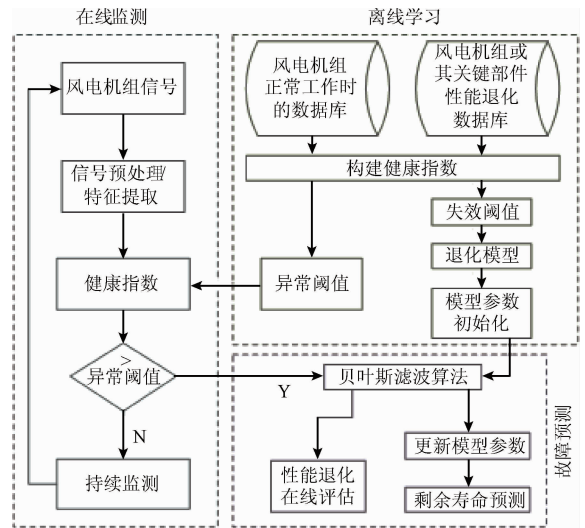 在线监测
离线学习
风电机组信号
信号预处理/
特征提取
健康指数
>
异常阈值
Y
N
持续监测
风电机组
正常工作时
的数据库
风电机组或
其关键部件
性能退化
数据库
构建健康指数
异常阈值
失效阈值
退化模型
模型参数
初始化
贝叶斯滤波算法
性能退化
在线评估
更新模型参数
剩余寿命预测
故障预测